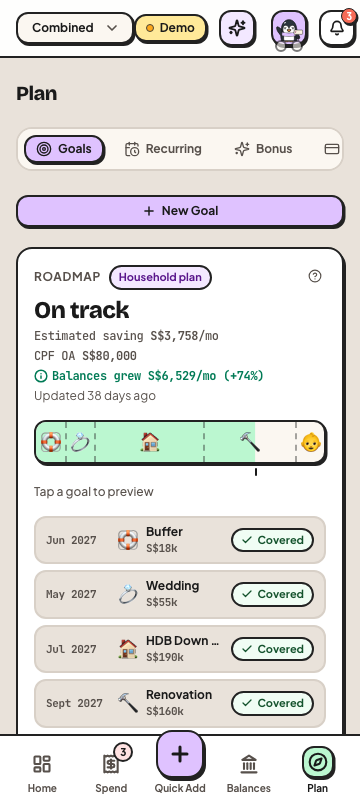 Combined
Demo
3
Plan
Goals
Recurring
Bonus
+ New Goal
ROADMAP
Household plan
On track
Estimated saving S$3,758/mo
CPF OA S$80,000
Balances grew S$6,529/mo (+74%)
Updated 38 days ago
Tap a goal to preview
Jun 2027
Buffer
S$18k
Covered
May 2027
Wedding
S$55k
Covered
Jul 2027
HDB Down ...
S$190k
Covered
Sept 2027
Renovation
S$160k
Covered
Home
3
Spend
Quick Add
Balances
Plan